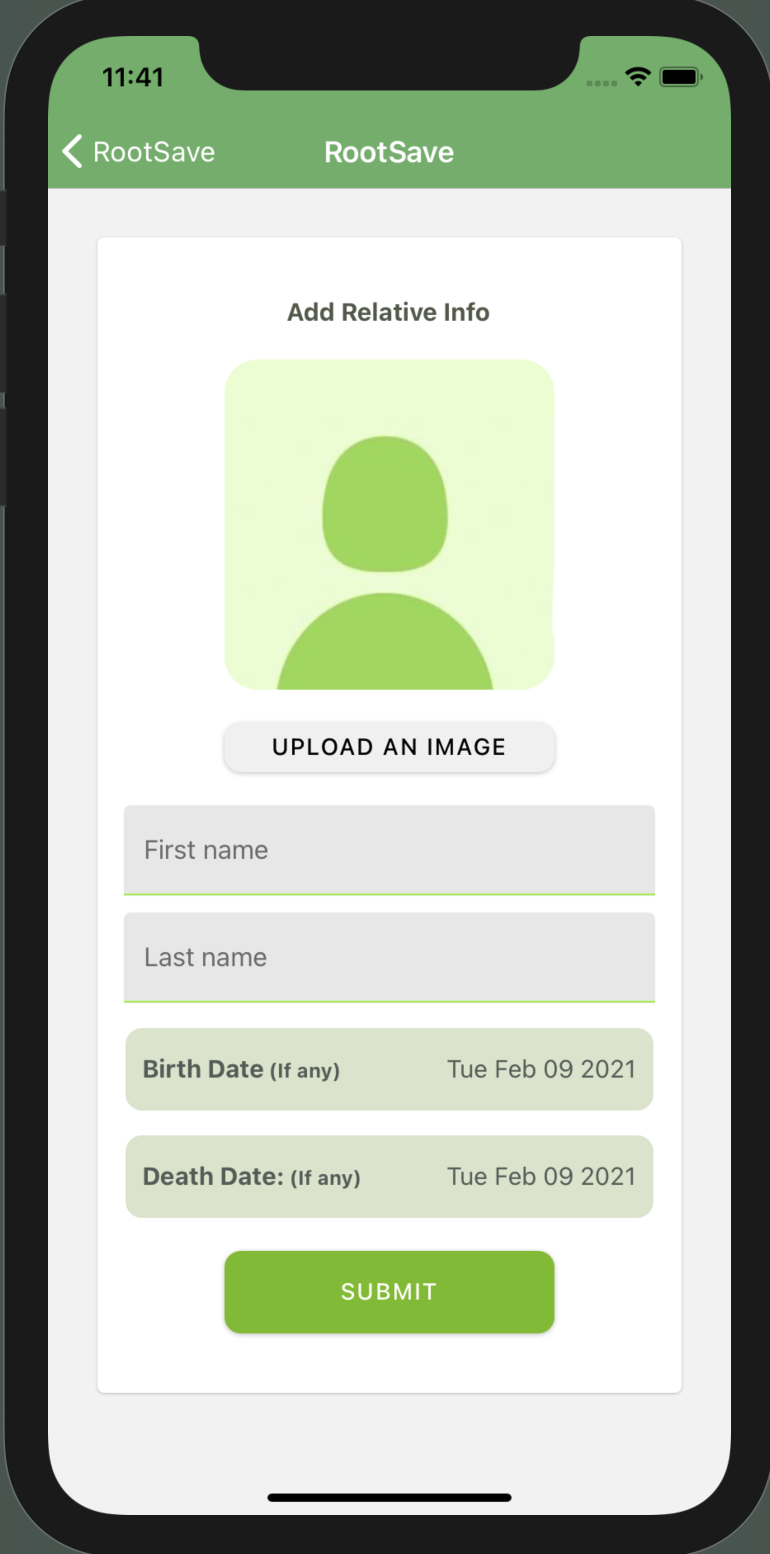 11:41
RootSave RootSave
Add Relative Info
UPLOAD AN IMAGE
First name
Last name
Birth Date (If any) Tue Feb 09 2021
Death Date: (If any) Tue Feb 09 2021
SUBMIT